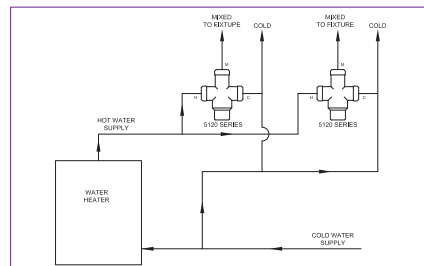 MIXED
TO FIXTUPE
COLD
MIXED
TO FIXTURE
COLD
M
M
H
C
H
C
5120 SERIES
5120 SERIES
HOT WATER
SUPPLY
WATER
HEATER
COLD WATER
SUPPLY